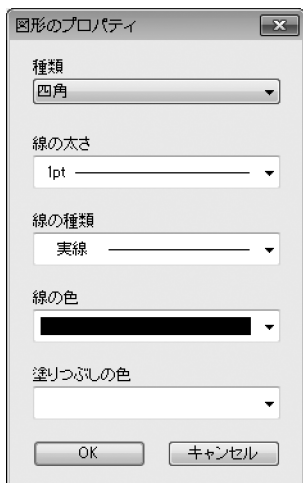 図形のプロパティ
種類
四角
線の太さ
1pt
線の種類
実線
線の色
塗りつぶしの色
OK キャンセル